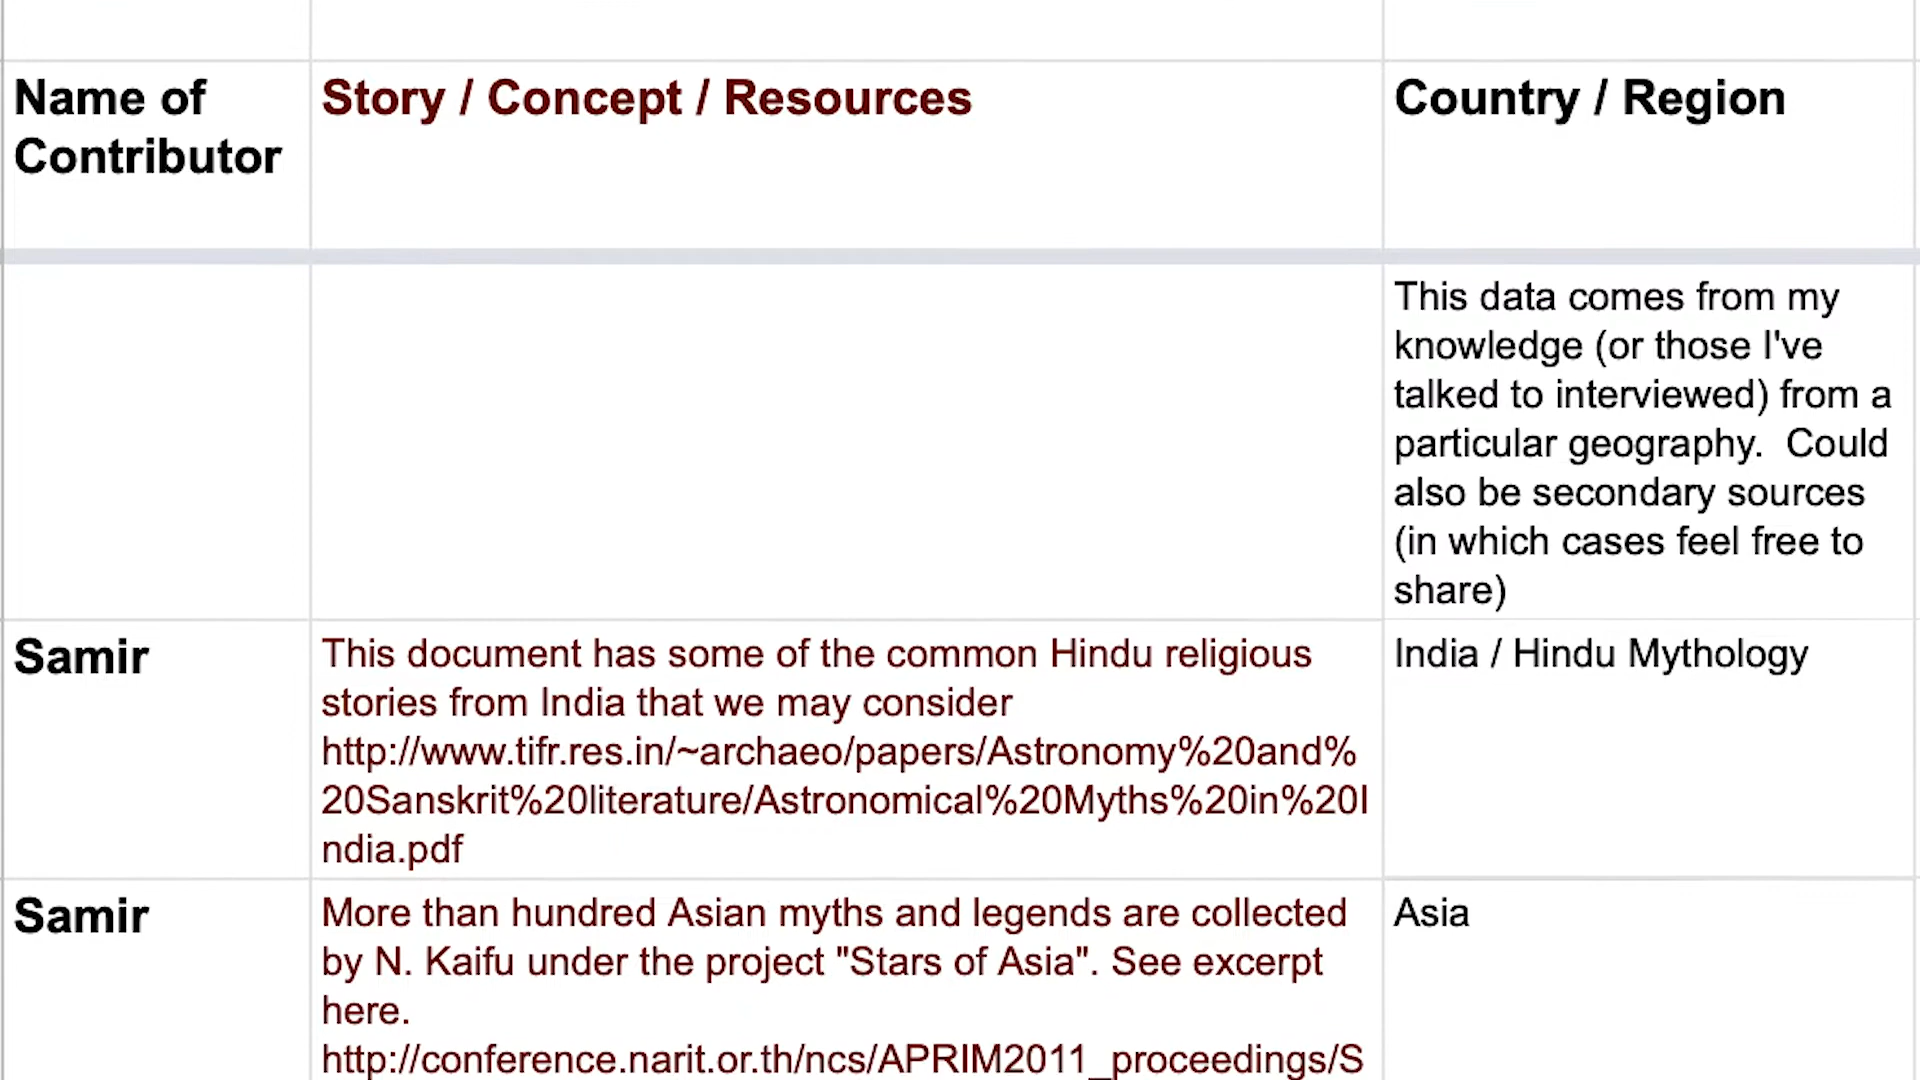 Name of
Contributor
Story / Concept / Resources
Country / Region
This data comes from my
knowledge (or those I've
talked to interviewed) from a
particular geography.  Could
also be secondary sources
(in which cases feel free to
share)
Samir
This document has some of the common Hindu religious
stories from India that we may consider
http://www.tifr.res.in/~archaeo/papers/Astronomy%20and%
20Sanskrit%20literature/Astronomical%20Myths%20in%20I
ndia.pdf
India / Hindu Mythology
Samir
More than hundred Asian myths and legends are collected
by N. Kaifu under the project "Stars of Asia". See excerpt
here.
http://conference.narit.or.th/ncs/APRIM2011_proceedings/S
Asia